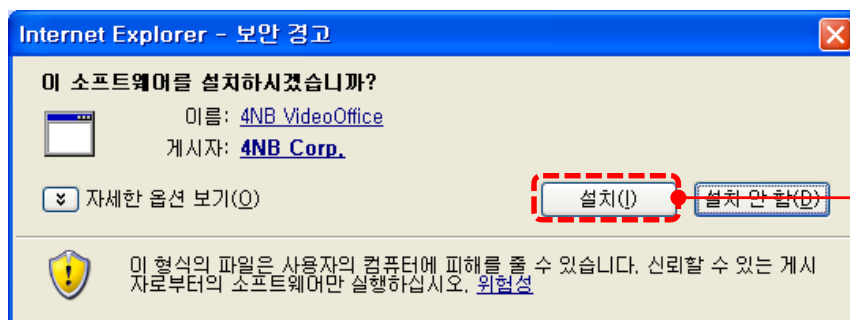 Internet Explorer - 보안 경고
이 소프트웨어를 설치하시겠습니까?
이름: 4NB VideoOffice
게시자: 4NB Corp.
자세한 옵션 보기(O)
설치(I)
설치 안 함(D)
이 형식의 파일은 사용자의 컴퓨터에 피해를 줄 수 있습니다. 신뢰할 수 있는 게시
자로부터의 소프트웨어만 실행하십시오. 위험성